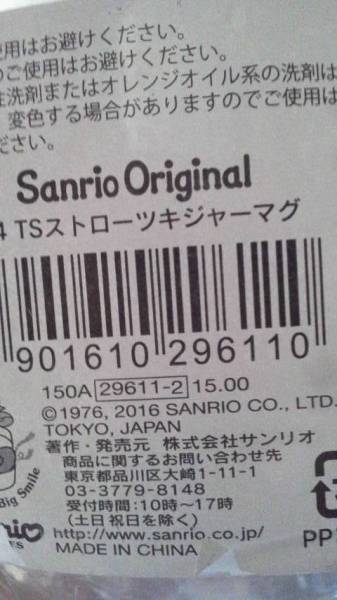 使用はお避けください。
のご使用はお避けください。
性洗剤またはオレンジオイル系の洗剤は
変色する場合がありますのでご使用は
ださい。
Sanrio Original
4 TSストローツキジャーマグ
901610 296110
150A 29611-2 15.00
©1976, 2016 SANRIO CO., LTD.
TOKYO, JAPAN
著作・発売元 株式会社サンリオ
商品に関するお問い合わせ先
東京都品川区大崎1-11-1
03-3779-8148
受付時間:10時〜17時
(土日祝日を除く)
http://www.sanrio.co.jp/
MADE IN CHINA
Big Smile
PP